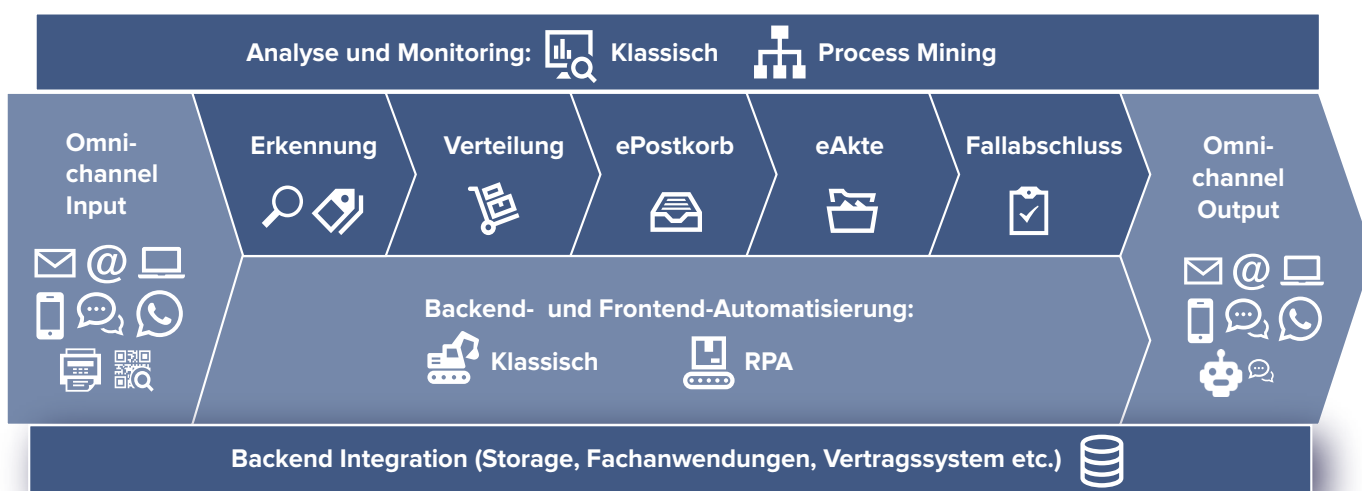 Analyse und Monitoring: Klassisch Process Mining
Omni-
channel
Input
Erkennung
Verteilung
ePostkorb
eAkte
Fallabschluss
Omni-
channel
Output
Backend- und Frontend-Automatisierung:
Klassisch RPA
Backend Integration (Storage, Fachanwendungen, Vertragssystem etc.)